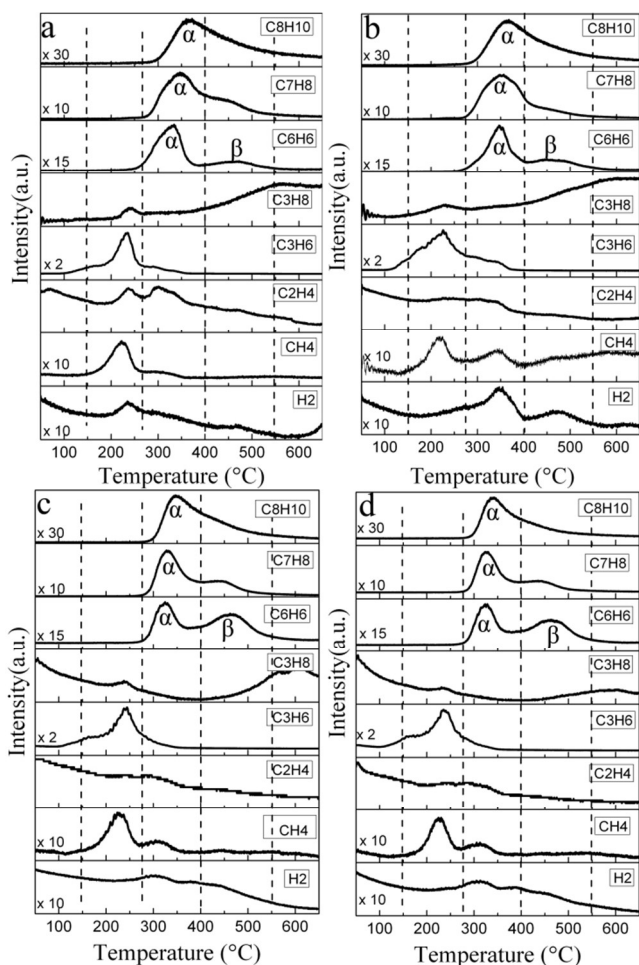 a
C8H10
α
x 30
C7H8
α
x 10
C6H6
α
β
x 15
C3H8
C3H6
x 2
C2H4
CH4
x 10
H2
x 10
Intensity(a.u.)
100 200 300 400 500 600
Temperature (°C)
b
C8H10
α
x 30
C7H8
α
x 10
C6H6
α
β
x 15
C3H8
C3H6
x 2
C2H4
CH4
x 10
H2
x 10
Intensity(a.u.)
100 200 300 400 500 600
Temperature (°C)
c
C8H10
α
x 30
C7H8
α
x 10
C6H6
α
β
x 15
C3H8
C3H6
x 2
C2H4
CH4
x 10
H2
x 10
Intensity(a.u.)
100 200 300 400 500 600
Temperature (°C)
d
C8H10
α
x 30
C7H8
α
x 10
C6H6
α
β
x 15
C3H8
C3H6
x 2
C2H4
CH4
x 10
H2
x 10
Intensity(a.u.)
100 200 300 400 500 600
Temperature (°C)